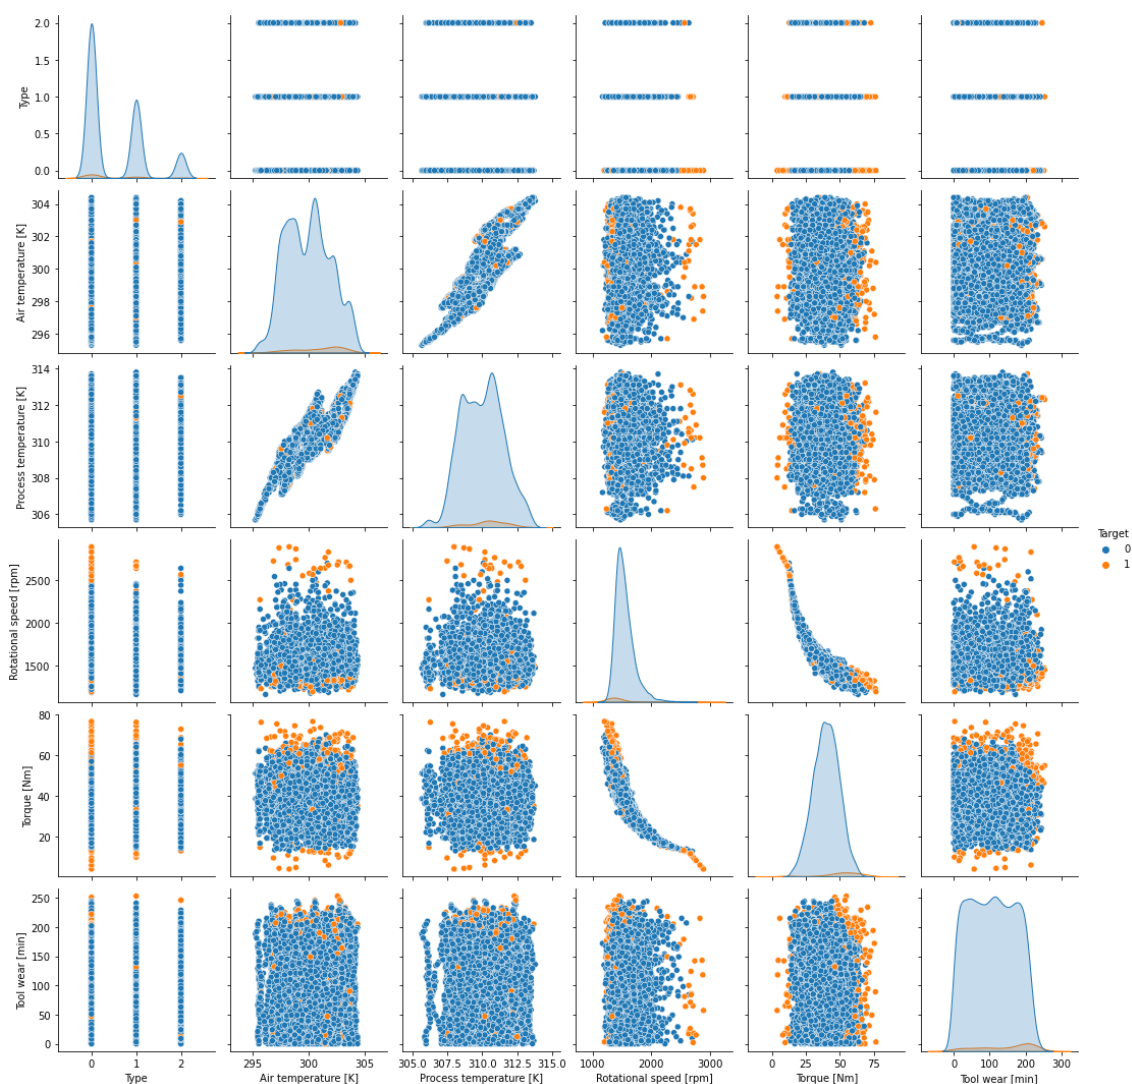 2.0
1.5
1.0
0.5
0.0
Type
304
302
300
298
296
Air temperature [K]
314
312
310
308
306
Process temperature [K]
Target
0
1
2500
2000
1500
Rotational speed [rpm]
80
60
40
20
Torque [Nm]
250
200
150
100
50
0
Tool wear [min]
0 1 2
295 300 305
305.0 307.5 310.0 312.5 315.0
1000 2000 3000
0 25 50 75
0 100 200 300
Type
Air temperature [K]
Process temperature [K]
Rotational speed [rpm]
Torque [Nm]
Tool wear [min]